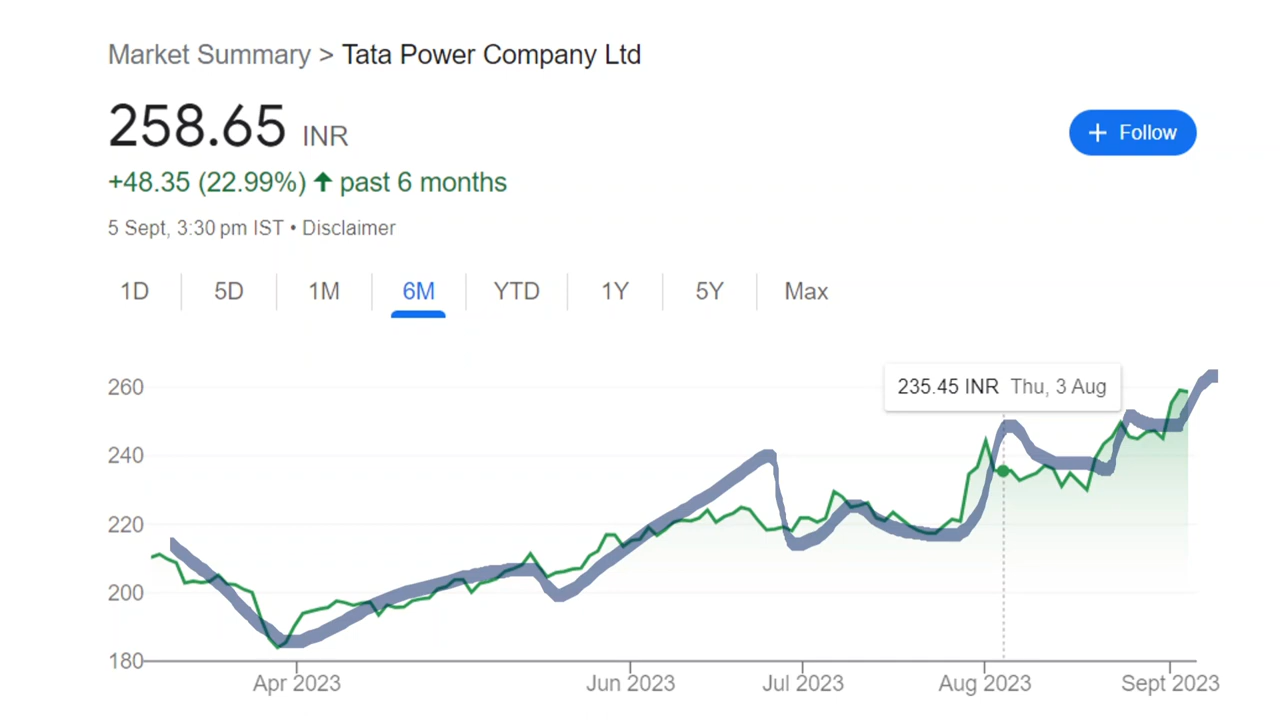 Market Summary > Tata Power Company Ltd
258.65 INR
+ Follow
+48.35 (22.99%) ↑ past 6 months
5 Sept, 3:30 pm IST • Disclaimer
1D 5D 1M 6M YTD 1Y 5Y Max
235.45 INR Thu, 3 Aug
260
240
220
200
180
Apr 2023 Jun 2023 Jul 2023 Aug 2023 Sept 2023